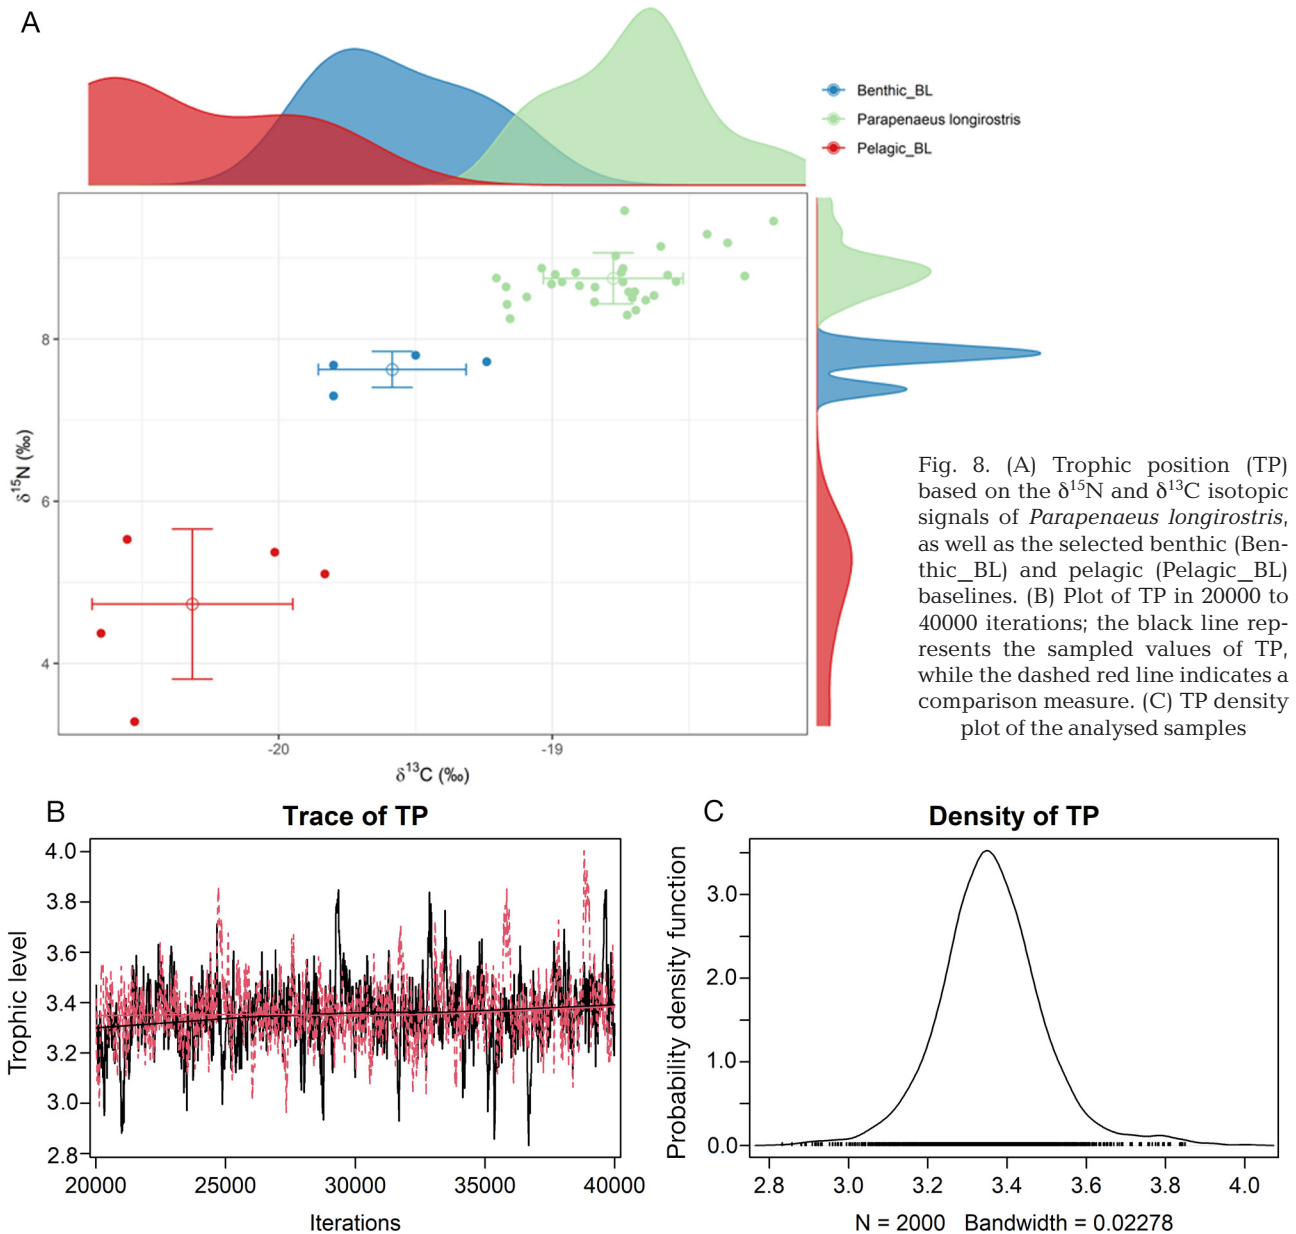 A
Benthic_BL
Parapenaeus longirostris
Pelagic_BL
8
6
4
δ15N (‰)
-20
-19
δ13C (‰)
Fig. 8. (A) Trophic position (TP)
based on the δ15N and δ13C isotopic
signals of Parapenaeus longirostris,
as well as the selected benthic (Ben-
thic_BL) and pelagic (Pelagic_BL)
baselines. (B) Plot of TP in 20000 to
40000 iterations; the black line rep-
resents the sampled values of TP,
while the dashed red line indicates a
comparison measure. (C) TP density
plot of the analysed samples
B
Trace of TP
4.0
3.8
3.6
3.4
3.2
3.0
2.8
Trophic level
20000
25000
30000
35000
40000
Iterations
C
Density of TP
3.0
2.0
1.0
0.0
Probability density function
2.8
3.0
3.2
3.4
3.6
3.8
4.0
N = 2000 Bandwidth = 0.02278